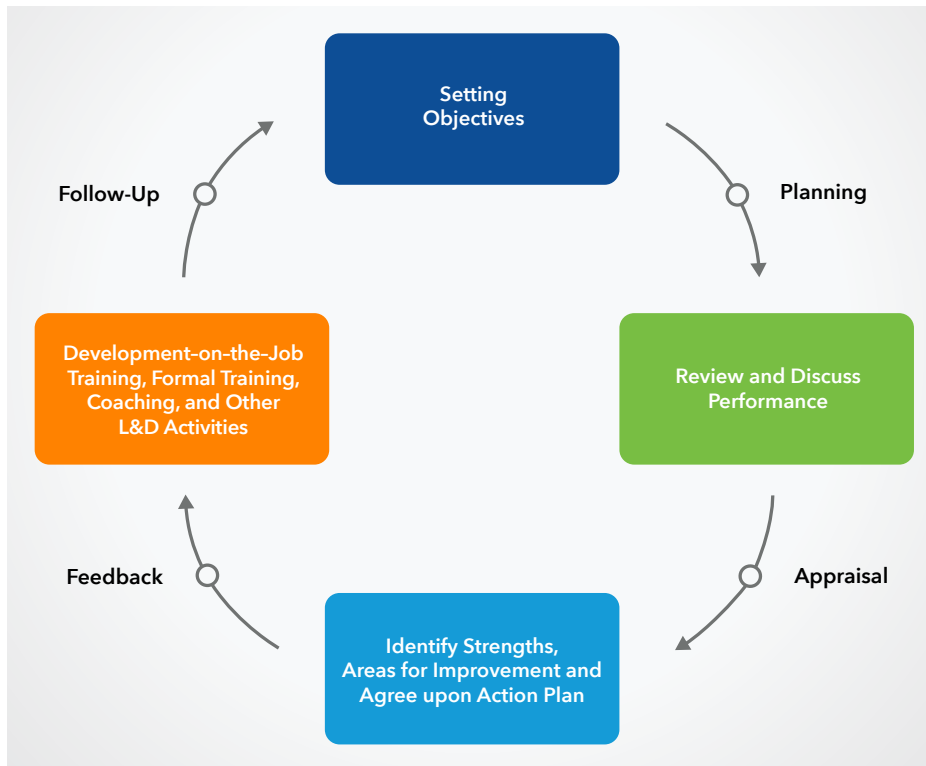 Setting
Objectives
Planning
Review and Discuss
Performance
Appraisal
Identify Strengths,
Areas for Improvement and
Agree upon Action Plan
Feedback
Development–on–the–Job
Training, Formal Training,
Coaching, and Other
L&D Activities
Follow-Up